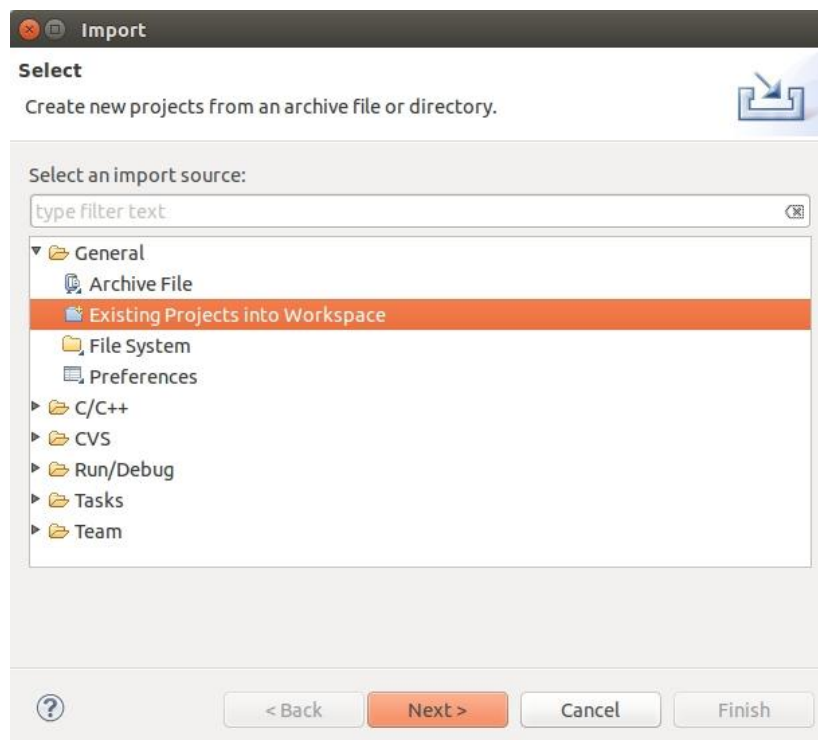 Import
Select
Create new projects from an archive file or directory.
Select an import source:
type filter text
General
Archive File
Existing Projects into Workspace
File System
Preferences
C/C++
CVS
Run/Debug
Tasks
Team
? < Back Next > Cancel Finish